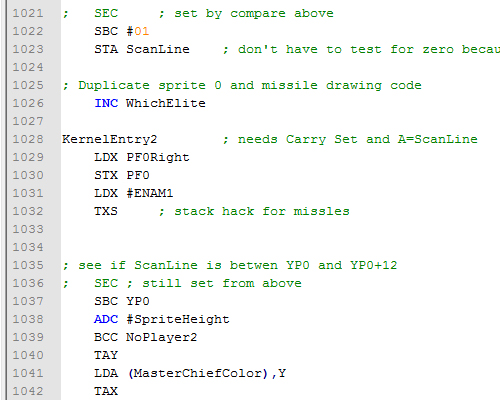 1021 ;   SEC     ; set by compare above
1022     SBC #01
1023     STA ScanLine    ; don't have to test for zero becau
1024
1025 ; Duplicate sprite 0 and missile drawing code
1026     INC WhichElite
1027
1028 KernelEntry2        ; needs Carry Set and A=ScanLine
1029     LDX PF0Right
1030     STX PF0
1031     LDX #ENAM1
1032     TXS     ; stack hack for missles
1033
1034
1035 ; see if ScanLine is betwen YP0 and YP0+12
1036 ;   SEC ; still set from above
1037     SBC YP0
1038     ADC #SpriteHeight
1039     BCC NoPlayer2
1040     TAY
1041     LDA (MasterChiefColor),Y
1042     TAX